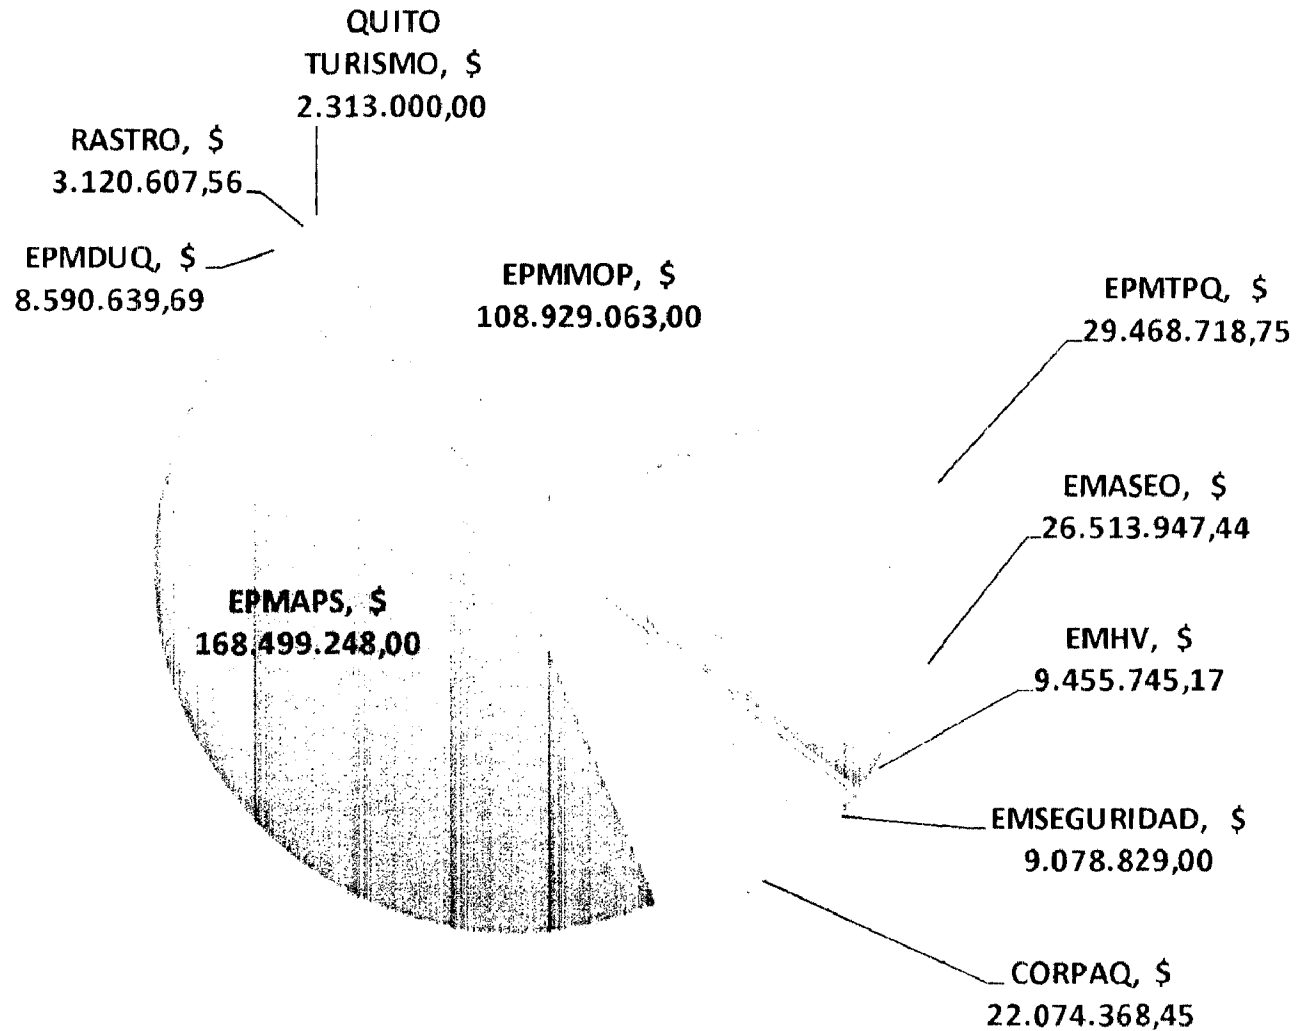 QUITO
TURISMO, $
2.313.000,00
RASTRO, $
3.120.607,56
EPMDUQ, $
8.590.639,69
EPMMOP, $
108.929.063,00
EPMTPQ, $
29.468.718,75
EMASEO, $
26.513.947,44
EPMAPS, $
168.499.248,00
EMHV, $
9.455.745,17
EMSEGURIDAD, $
9.078.829,00
CORPAQ, $
22.074.368,45